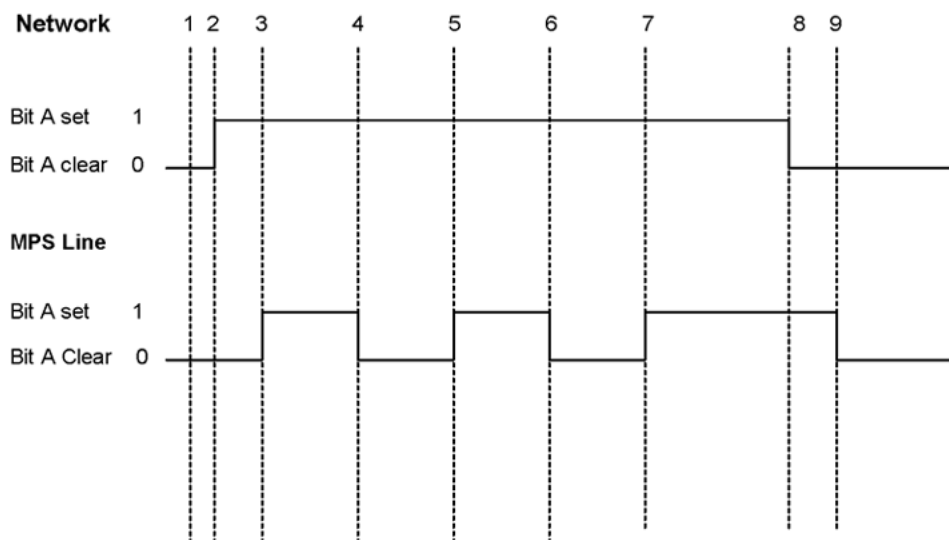 Network 1 2 3 4 5 6 7 8 9
Bit A set 1
Bit A clear 0
MPS Line
Bit A set 1
Bit A Clear 0